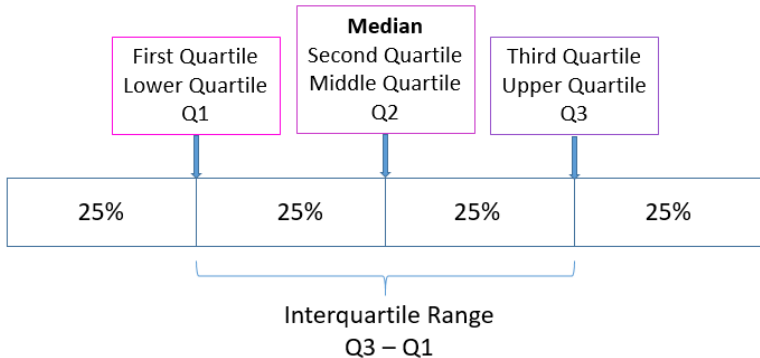 First Quartile
Lower Quartile
Q1
Median
Second Quartile
Middle Quartile
Q2
Third Quartile
Upper Quartile
Q3
25%
25%
25%
25%
Interquartile Range
Q3 – Q1